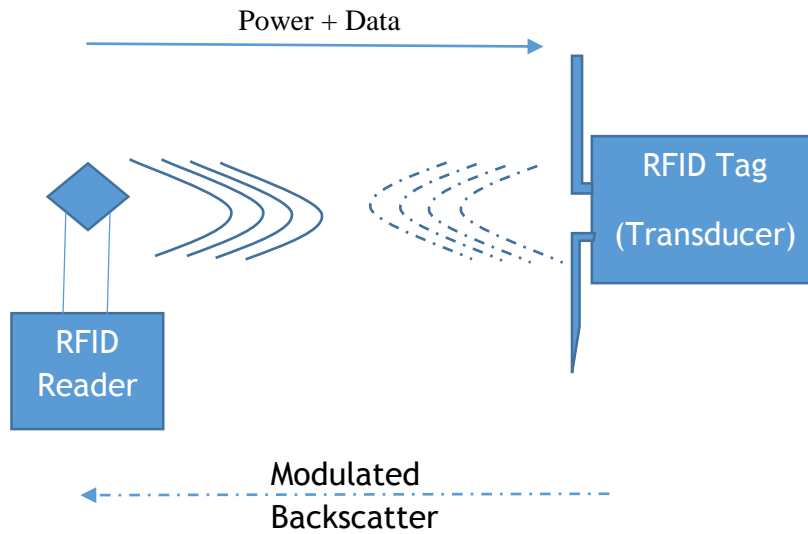 Power + Data
RFID Tag
(Transducer)
RFID
Reader
Modulated
Backscatter